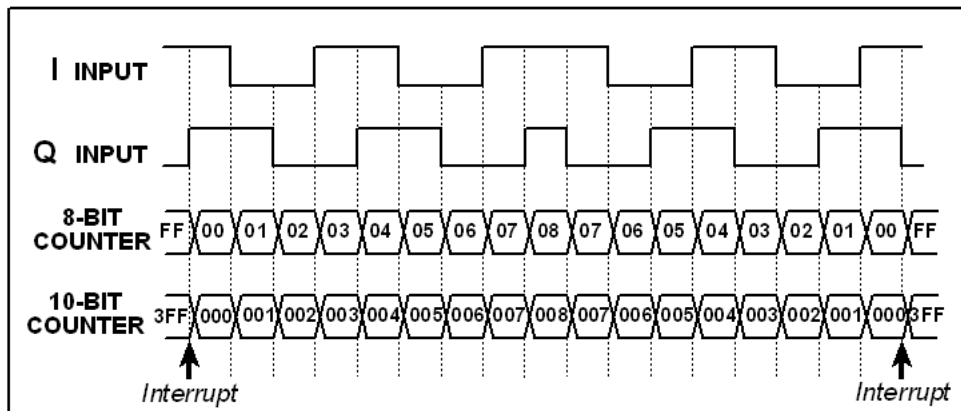 I INPUT
Q INPUT
8-BIT
COUNTER
FF 00 01 02 03 04 05 06 07 08 07 06 05 04 03 02 01 00 FF
10-BIT
COUNTER
3FF 000 001 002 003 004 005 006 007 008 007 006 005 004 003 002 001 000 3FF
Interrupt Interrupt